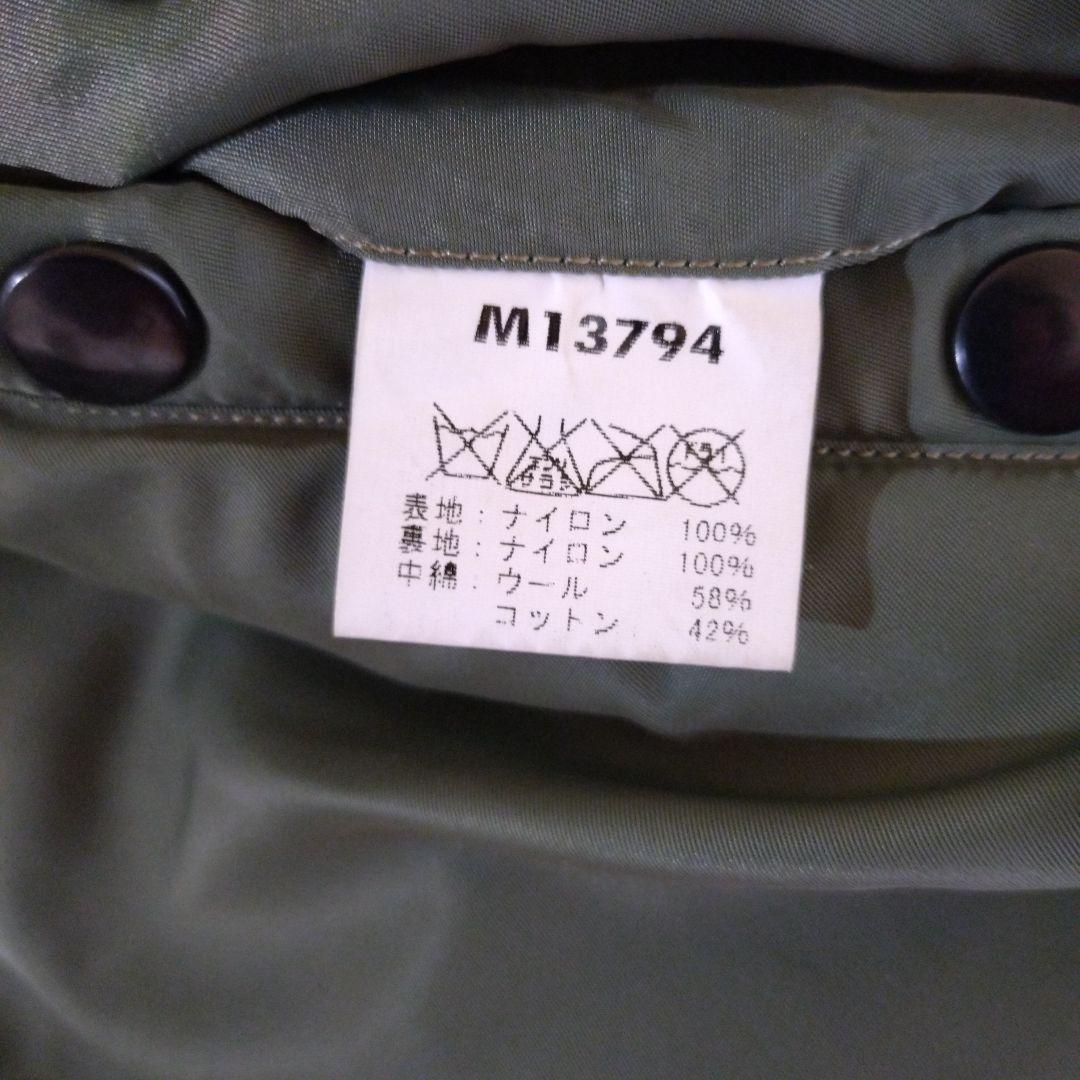 M13794
表地：ナイロン 100%
裏地：ナイロン 100%
中綿：ウール 58%
コットン 42%